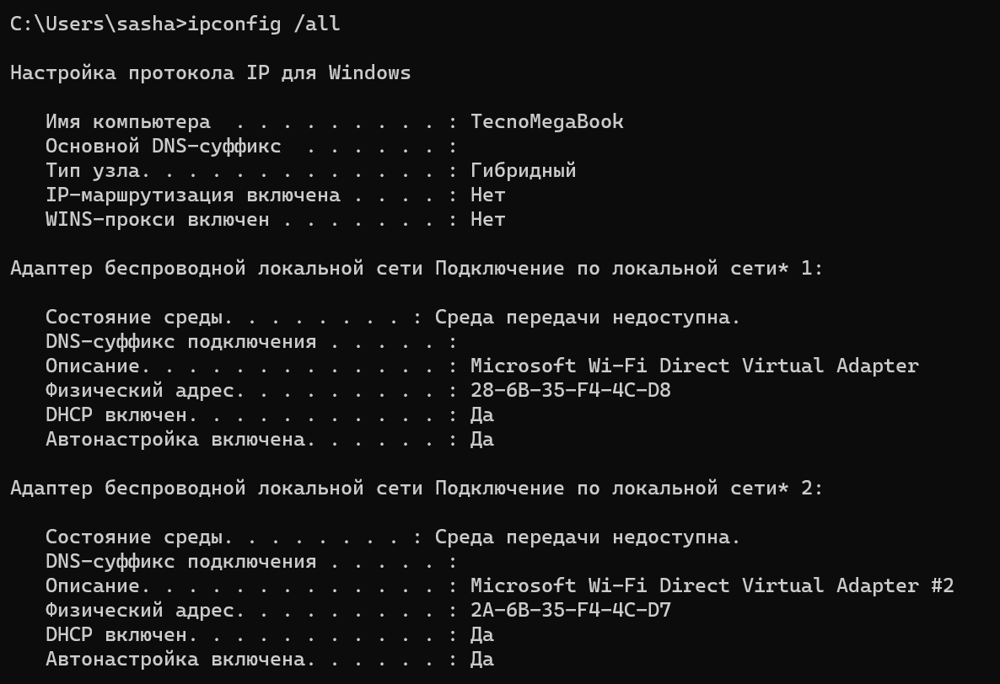 C:\Users\sasha>ipconfig /all
Настройка протокола IP для Windows
Имя компьютера  . . . . . . . . . : TecnoMegaBook
Основной DNS-суффикс  . . . . . . :
Тип узла. . . . . . . . . . . . . : Гибридный
IP-маршрутизация включена . . . . : Нет
WINS-прокси включен . . . . . . . : Нет
Адаптер беспроводной локальной сети Подключение по локальной сети* 1:
Состояние среды. . . . . . . . : Среда передачи недоступна.
DNS-суффикс подключения . . . . . :
Описание. . . . . . . . . . . . . : Microsoft Wi-Fi Direct Virtual Adapter
Физический адрес. . . . . . . . . : 28-6B-35-F4-4C-D8
DHCP включен. . . . . . . . . . . : Да
Автонастройка включена. . . . . . : Да
Адаптер беспроводной локальной сети Подключение по локальной сети* 2:
Состояние среды. . . . . . . . : Среда передачи недоступна.
DNS-суффикс подключения . . . . . :
Описание. . . . . . . . . . . . . : Microsoft Wi-Fi Direct Virtual Adapter #2
Физический адрес. . . . . . . . . : 2A-6B-35-F4-4C-D7
DHCP включен. . . . . . . . . . . : Да
Автонастройка включена. . . . . . : Да